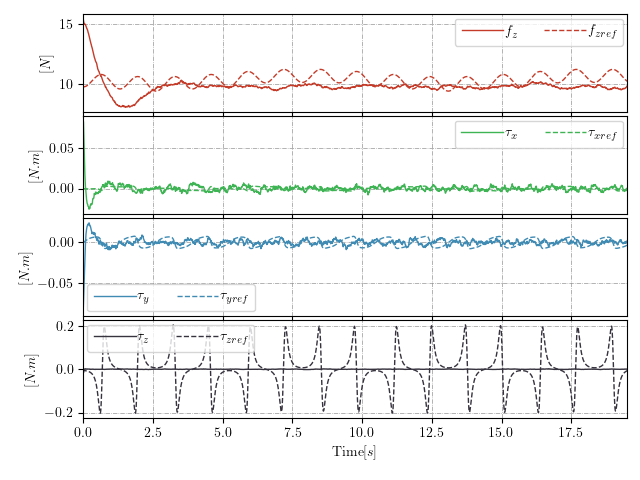 15
f_z f_zref
[N]
10
τ_x τ_xref
0.05
[N.m]
0.00
0.00
[N.m]
−0.05
τ_y τ_yref
0.2
τ_z τ_zref
[N.m]
0.0
−0.2
0.0 2.5 5.0 7.5 10.0 12.5 15.0 17.5
Time[s]